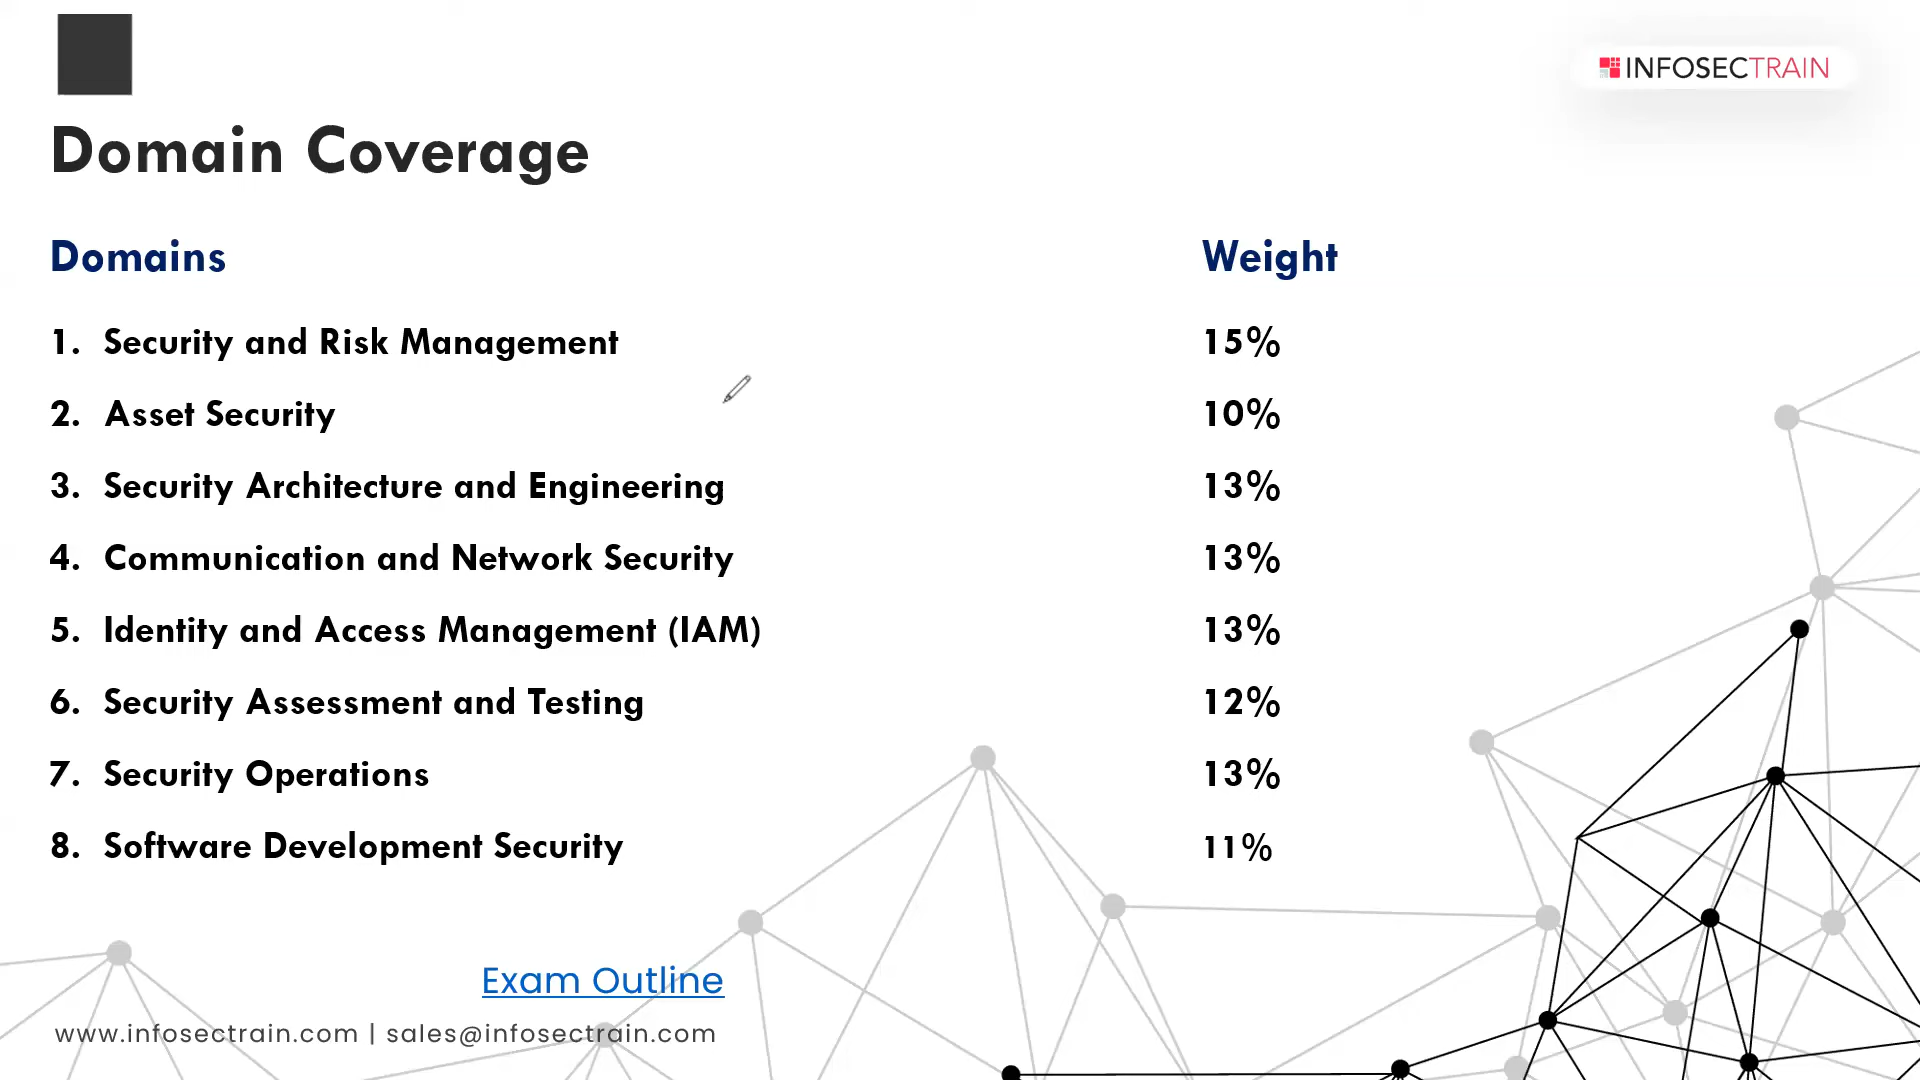 INFOSECTRAIN
Domain Coverage
Domains Weight
1. Security and Risk Management 15%
2. Asset Security 10%
3. Security Architecture and Engineering 13%
4. Communication and Network Security 13%
5. Identity and Access Management (IAM) 13%
6. Security Assessment and Testing 12%
7. Security Operations 13%
8. Software Development Security 11%
Exam Outline
www.infosectrain.com | sales@infosectrain.com